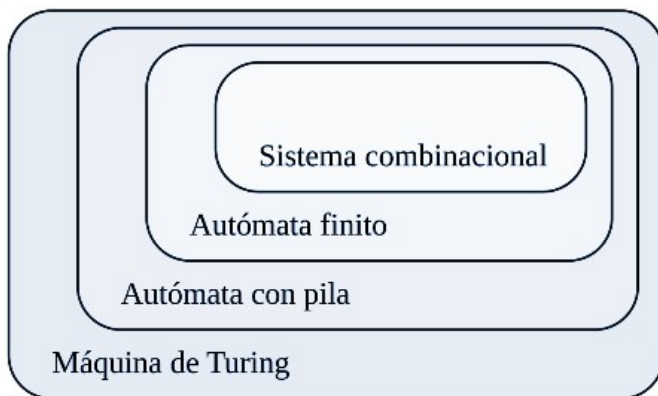 Sistema combinacional
Autómata finito
Autómata con pila
Máquina de Turing